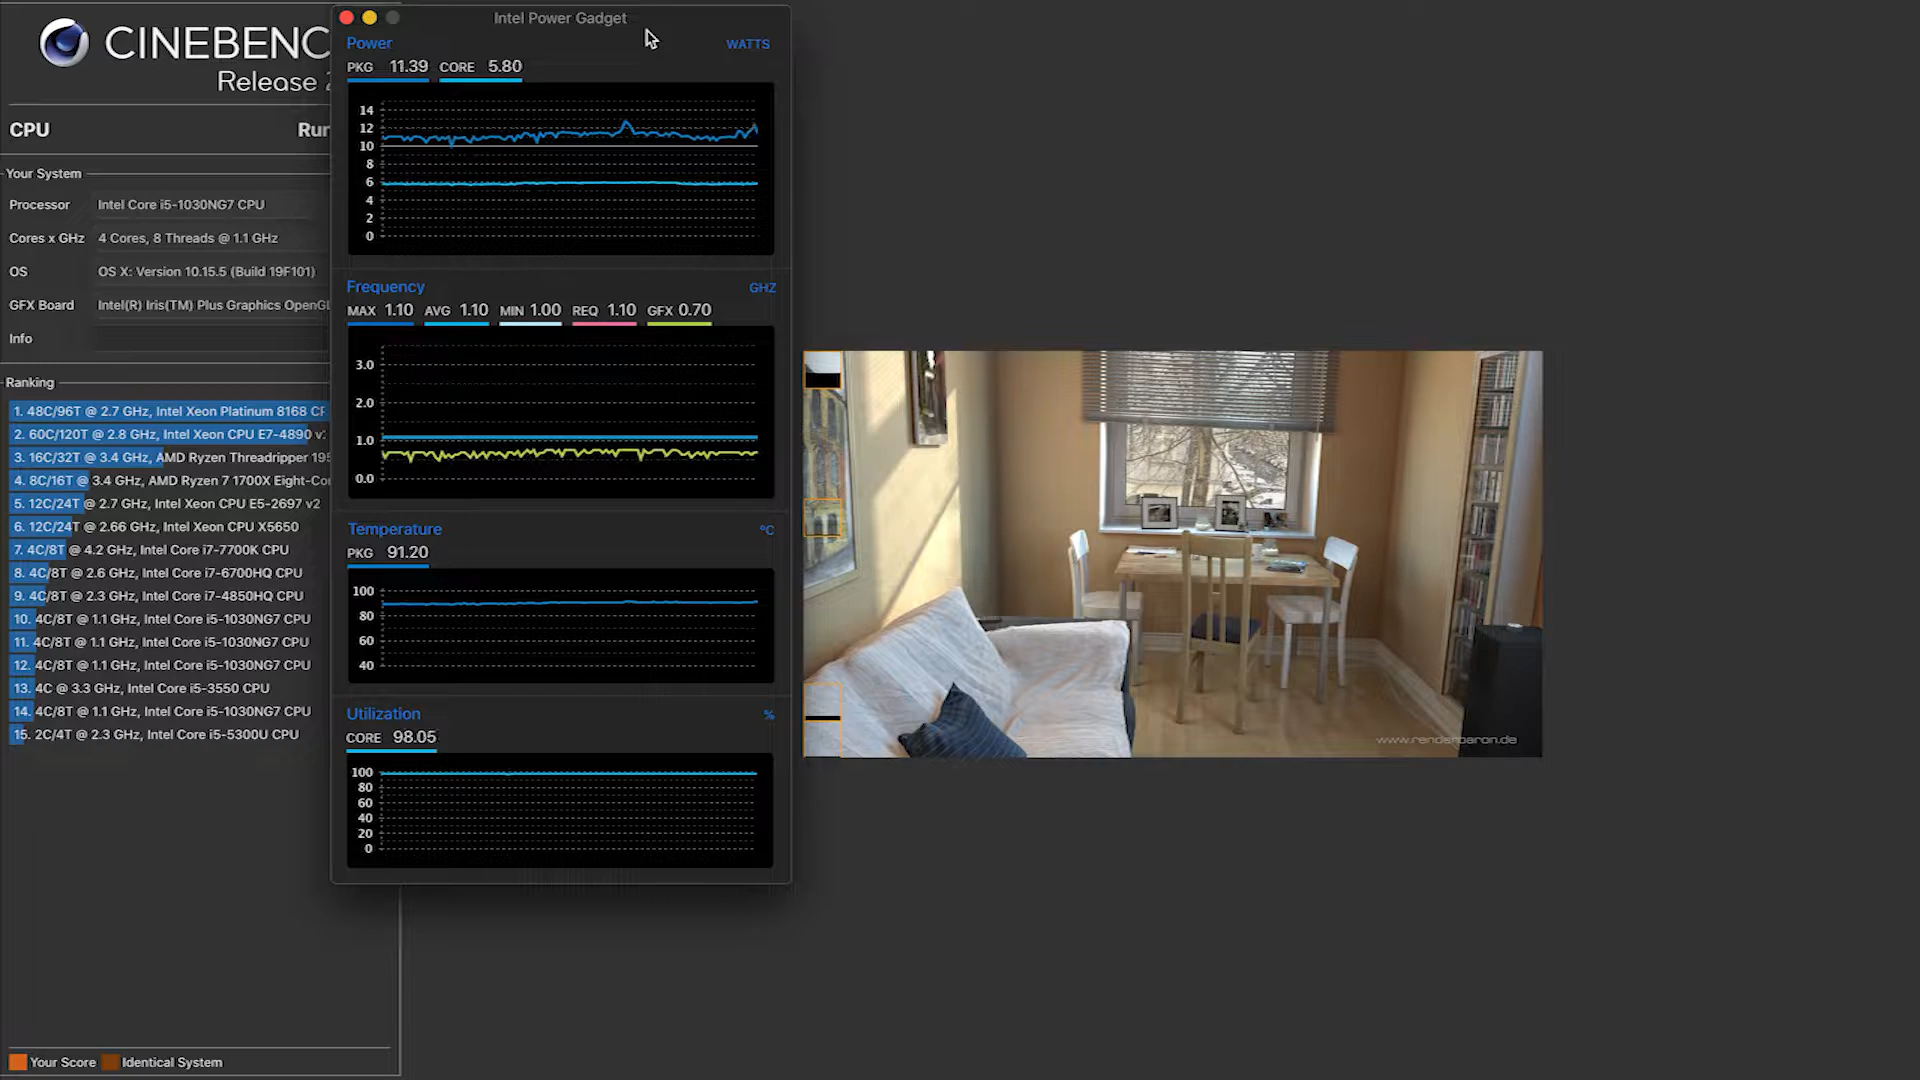 CINEBENC
Release 2
CPU
Run
Your System
Processor Intel Core i5-1030NG7 CPU
Cores x GHz 4 Cores, 8 Threads @ 1.1 GHz
OS OS X: Version 10.15.5 (Build 19F101)
GFX Board Intel(R) Iris(TM) Plus Graphics OpenGL
Info
Ranking
1. 48C/96T @ 2.7 GHz, Intel Xeon Platinum 8168 CP
2. 60C/120T @ 2.8 GHz, Intel Xeon CPU E7-4890 v
3. 16C/32T @ 3.4 GHz, AMD Ryzen Threadripper 195
4. 8C/16T @ 3.4 GHz, AMD Ryzen 7 1700X Eight-Cor
5. 12C/24T @ 2.7 GHz, Intel Xeon CPU E5-2697 v2
6. 12C/24T @ 2.66 GHz, Intel Xeon CPU X5650
7. 4C/8T @ 4.2 GHz, Intel Core i7-7700K CPU
8. 4C/8T @ 2.6 GHz, Intel Core i7-6700HQ CPU
9. 4C/8T @ 2.3 GHz, Intel Core i7-4850HQ CPU
10. 4C/8T @ 1.1 GHz, Intel Core i5-1030NG7 CPU
11. 4C/8T @ 1.1 GHz, Intel Core i5-1030NG7 CPU
12. 4C/8T @ 1.1 GHz, Intel Core i5-1030NG7 CPU
13. 4C @ 3.3 GHz, Intel Core i5-3550 CPU
14. 4C/8T @ 1.1 GHz, Intel Core i5-1030NG7 CPU
15. 2C/4T @ 2.3 GHz, Intel Core i5-5300U CPU
Your Score Identical System
Intel Power Gadget
Power WATTS
PKG 11.39 CORE 5.80
14
12
10
8
6
4
2
0
Frequency GHZ
MAX 1.10 AVG 1.10 MIN 1.00 REQ 1.10 GFX 0.70
3.0
2.0
1.0
0.0
Temperature °C
PKG 91.20
100
80
60
40
Utilization %
CORE 98.05
100
80
60
40
20
0
www.renderbaron.de